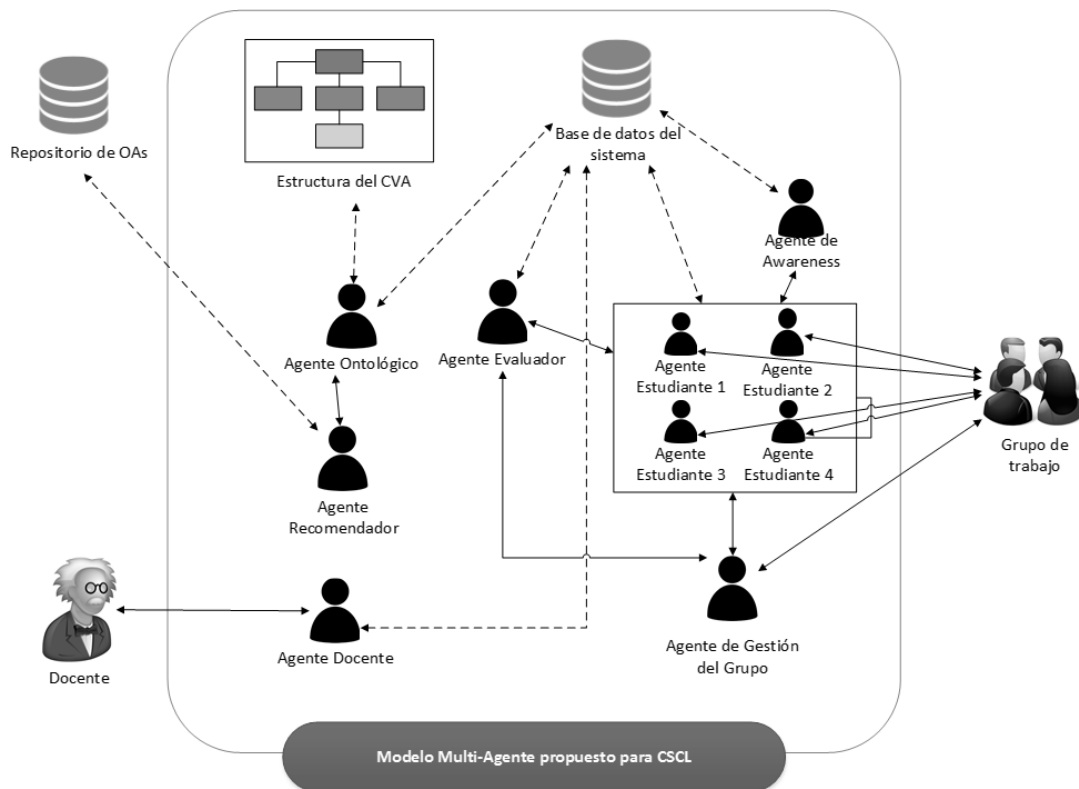 Repositorio de OAs
Estructura del CVA
Base de datos del
sistema
Agente de
Awareness
Agente Ontológico
Agente Evaluador
Agente
Estudiante 1
Agente
Estudiante 2
Agente
Estudiante 3
Agente
Estudiante 4
Grupo de
trabajo
Agente
Recomendador
Docente
Agente Docente
Agente de Gestión
del Grupo
Modelo Multi-Agente propuesto para CSCL